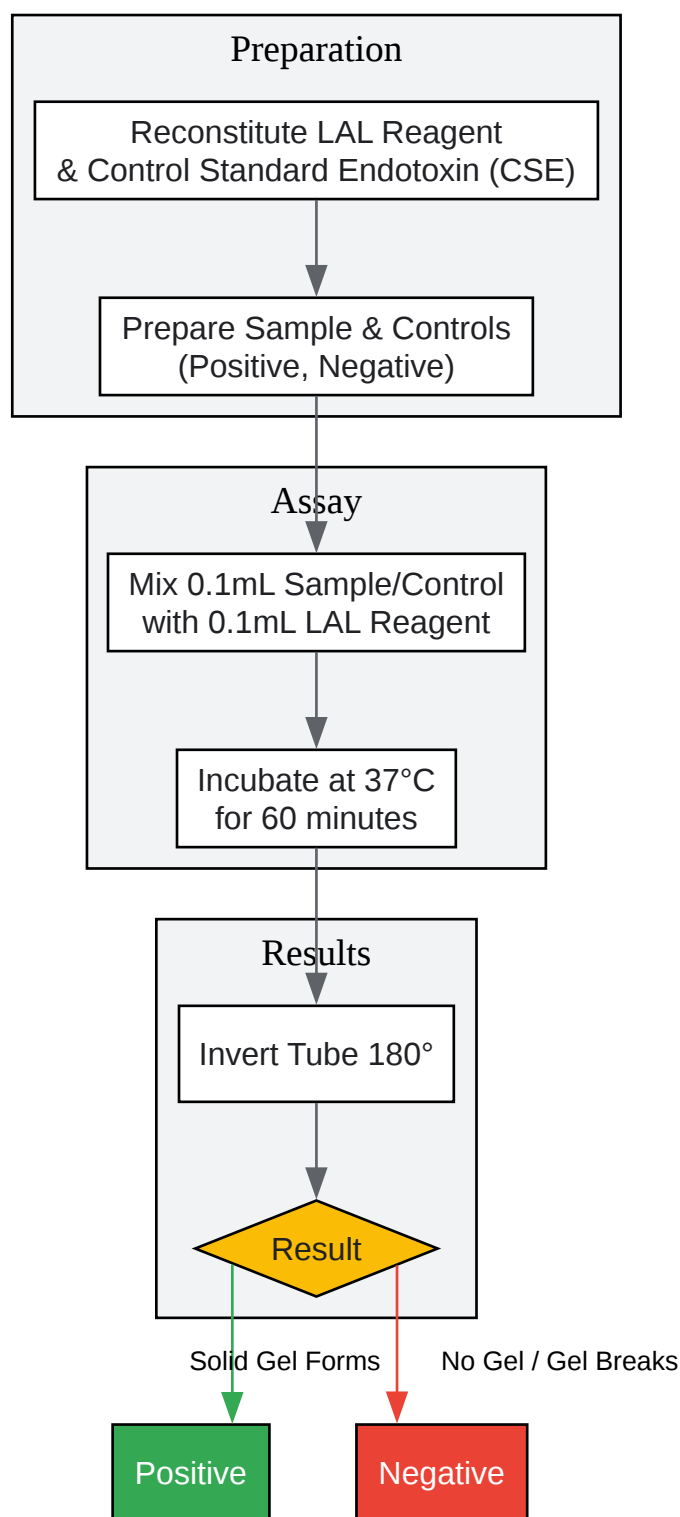 Preparation
Reconstitute LAL Reagent
& Control Standard Endotoxin (CSE)
Prepare Sample & Controls
(Positive, Negative)
Assay
Mix 0.1mL Sample/Control
with 0.1mL LAL Reagent
Incubate at 37°C
for 60 minutes
Results
Invert Tube 180°
Result
Solid Gel Forms
No Gel / Gel Breaks
Positive
Negative